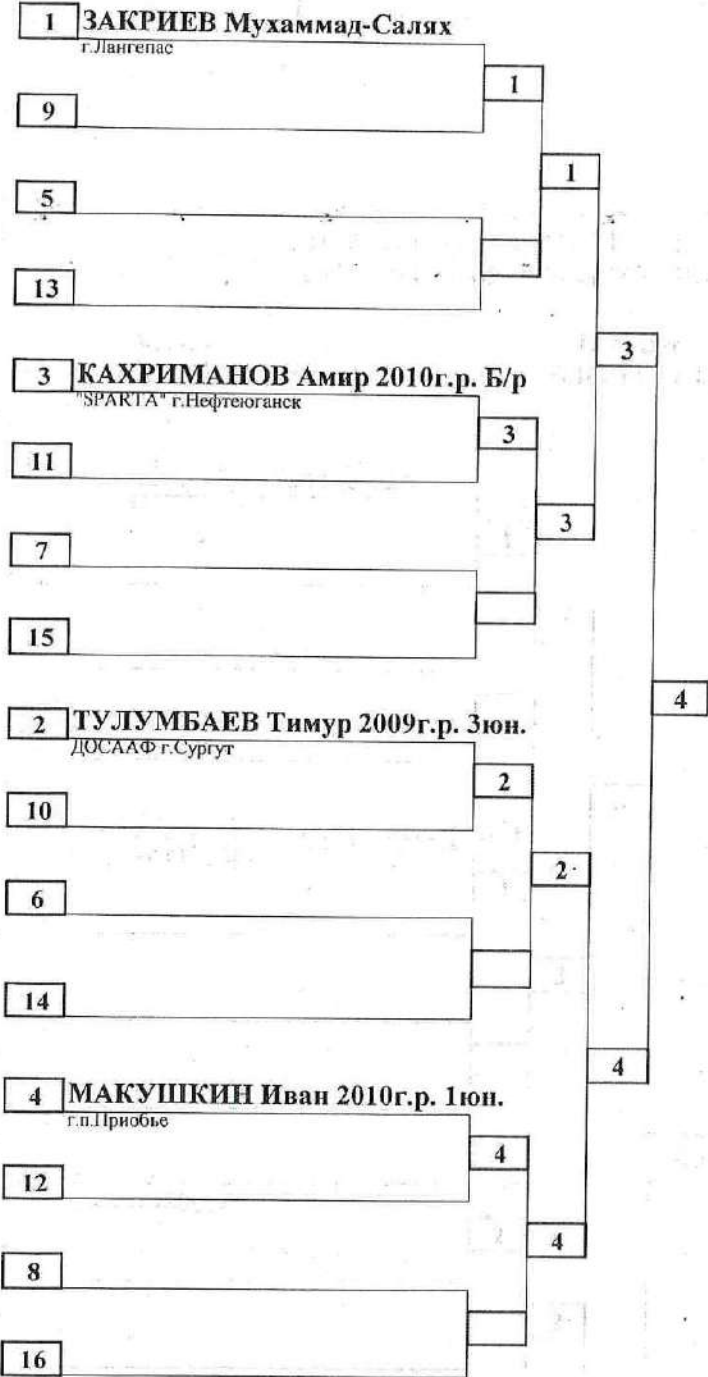 1 ЗАКРИЕВ Мухаммад-Салях
г.Лангепас
1
9
1
5
13
3
3 КАХРИМАНОВ Амир 2010г.р. Б/р
"SPARTA" г.Нефтеюганск
3
11
3
7
15
4
2 ТУЛУМБАЕВ Тимур 2009г.р. 3юн.
ДОСААФ г.Сургут
2
10
2
6
14
4
4 МАКУШКИН Иван 2010г.р. 1юн.
г.п.Приобье
4
12
4
8
16